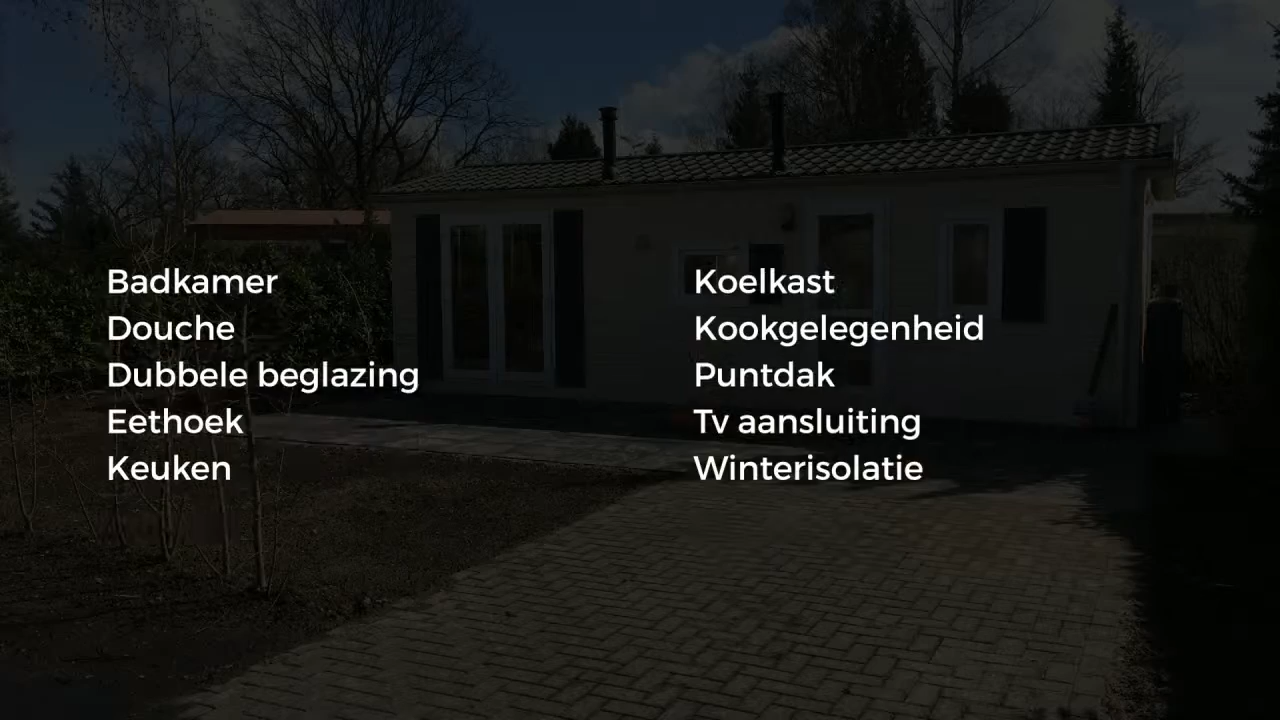 Badkamer
Douche
Dubbele beglazing
Eethoek
Keuken
Koelkast
Kookgelegenheid
Puntdak
Tv aansluiting
Winterisolatie